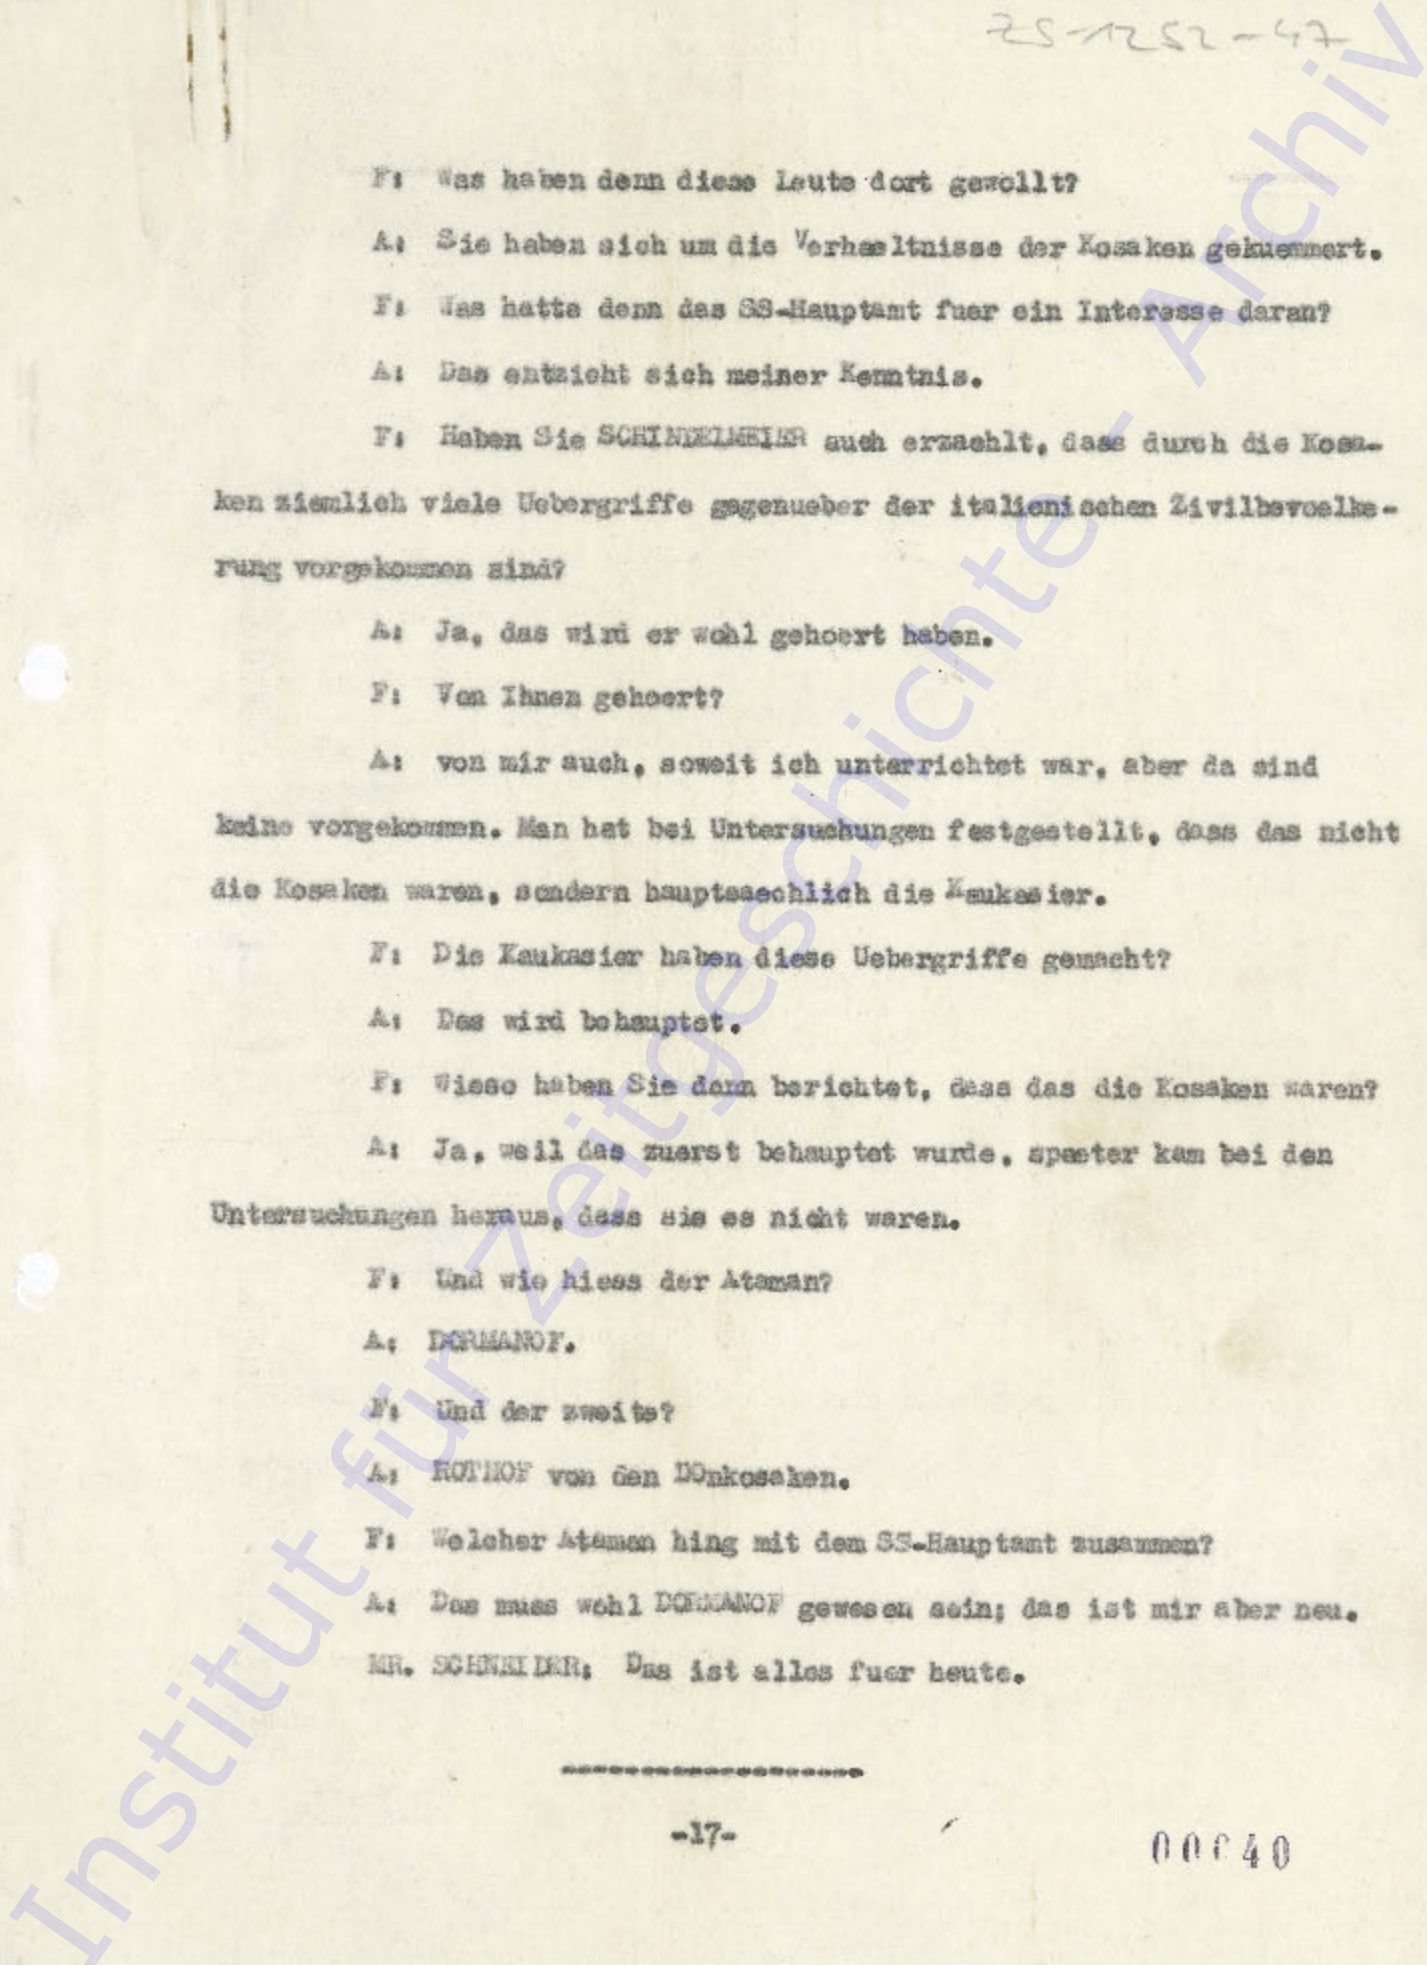 ZS-1252-47
F: Was haben denn diese Leute dort gewollt?
A: Sie haben sich um die Verhaeltnisse der Kosaken gekuemmert.
F: Was hatte denn das SS-Hauptamt fuer ein Interesse daran?
A: Das entzieht sich meiner Kenntnis.
F: Haben Sie SCHINDELMEIER auch erzaehlt, dass durch die Kosa-
ken ziemlich viele Uebergriffe gegenueber der italienischen Zivilbevoelke-
rung vorgekommen sind?
A: Ja, das wird er wohl gehoert haben.
F: Von Ihnen gehoert?
A: von mir auch, soweit ich unterrichtet war, aber da sind
keine vorgekommen. Man hat bei Untersuchungen festgestellt, dass das nicht
die Kosaken waren, sondern hauptsaechlich die Kaukasier.
F: Die Kaukasier haben diese Uebergriffe gemacht?
A: Das wird behauptet.
F: Wieso haben Sie denn berichtet, dass das die Kosaken waren?
A: Ja, weil das zuerst behauptet wurde, spaeter kam bei den
Untersuchungen heraus, dass sie es nicht waren.
F: Und wie hiess der Ataman?
A: DORMANOF.
F: Und der zweite?
A: ROTHOF von den DOnkosaken.
F: Welcher Ataman hing mit dem SS-Hauptamt zusammen?
A: Das muss wohl DORMANOF gewesen sein; das ist mir aber neu.
MR. SCHNEIDER: Das ist alles fuer heute.
-17-
00040
Institut für Zeitgeschichte - Archiv